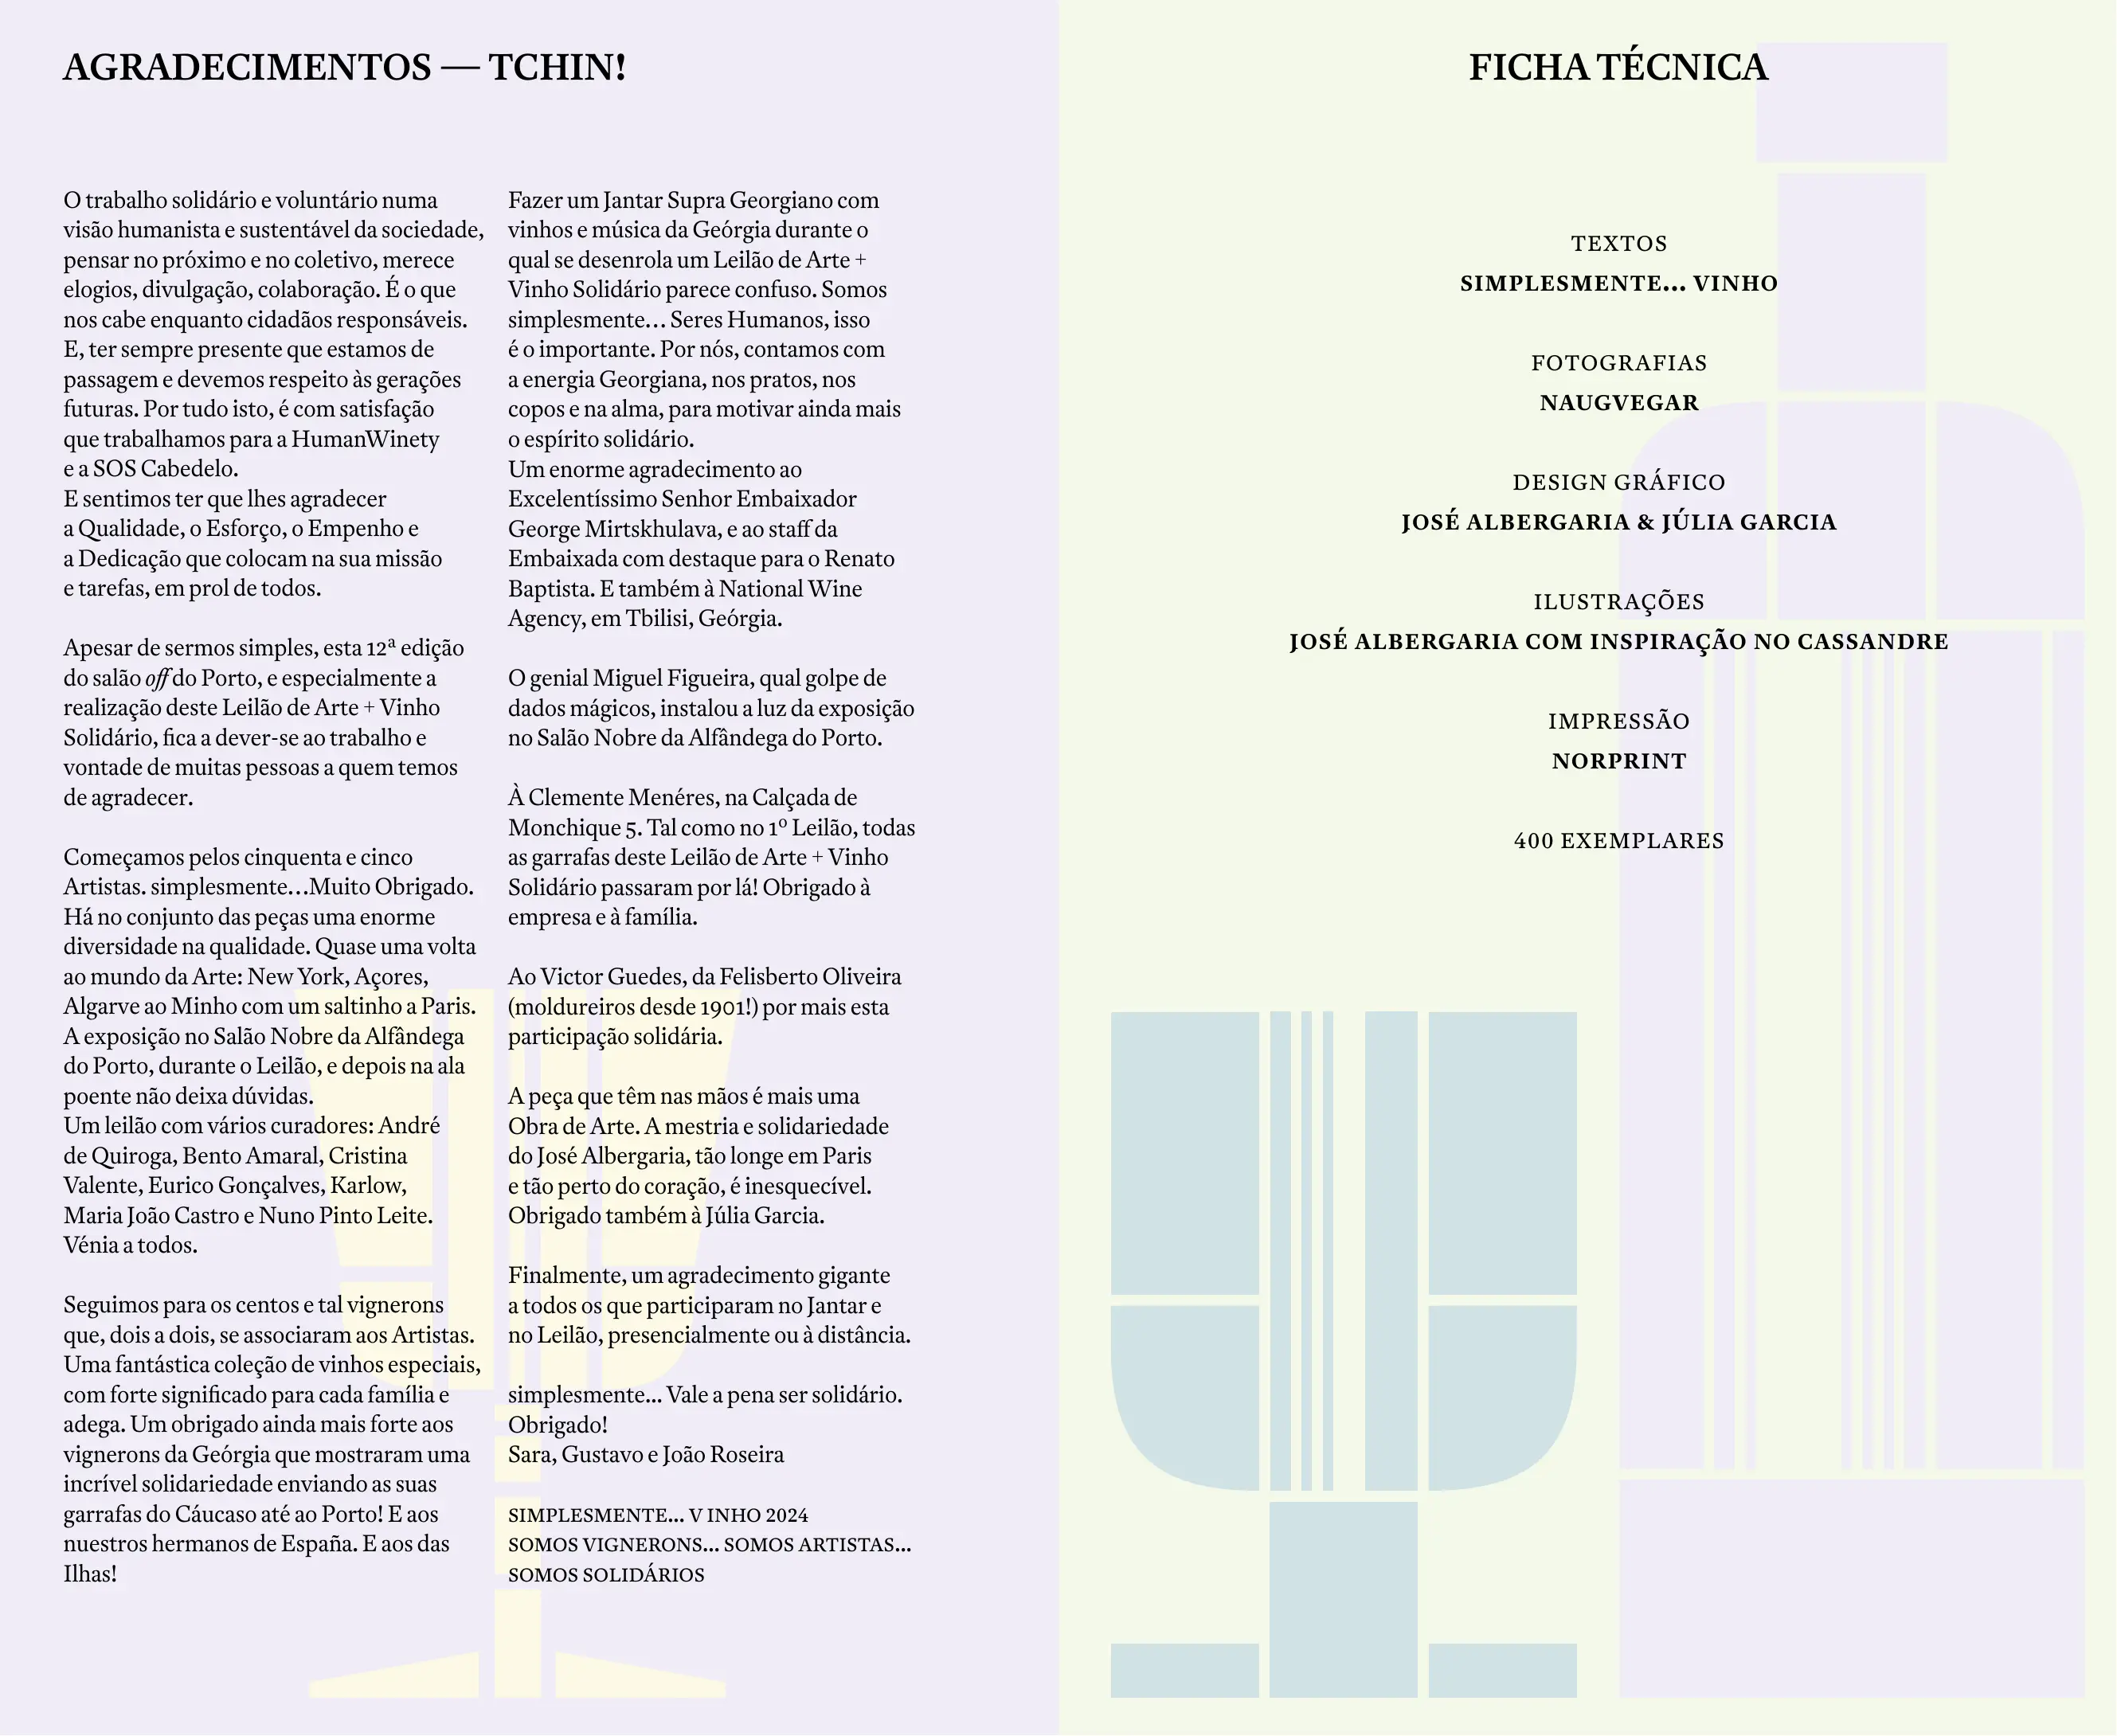 AGRADECIMENTOS — TCHIN!
O trabalho solidário e voluntário numa
visão humanista e sustentável da sociedade,
pensar no próximo e no coletivo, merece
elogios, divulgação, colaboração. É o que
nos cabe enquanto cidadãos responsáveis.
E, ter sempre presente que estamos de
passagem e devemos respeito às gerações
futuras. Por tudo isto, é com satisfação
que trabalhamos para a HumanWinety
e a SOS Cabedelo.
E sentimos ter que lhes agradecer
a Qualidade, o Esforço, o Empenho e
a Dedicação que colocam na sua missão
e tarefas, em prol de todos.
Apesar de sermos simples, esta 12ª edição
do salão off do Porto, e especialmente a
realização deste Leilão de Arte + Vinho
Solidário, fica a dever-se ao trabalho e
vontade de muitas pessoas a quem temos
de agradecer.
Começamos pelos cinquenta e cinco
Artistas. simplesmente…Muito Obrigado.
Há no conjunto das peças uma enorme
diversidade na qualidade. Quase uma volta
ao mundo da Arte: New York, Açores,
Algarve ao Minho com um saltinho a Paris.
A exposição no Salão Nobre da Alfândega
do Porto, durante o Leilão, e depois na ala
poente não deixa dúvidas.
Um leilão com vários curadores: André
de Quiroga, Bento Amaral, Cristina
Valente, Eurico Gonçalves, Karlow,
Maria João Castro e Nuno Pinto Leite.
Vénia a todos.
Seguimos para os centos e tal vignerons
que, dois a dois, se associaram aos Artistas.
Uma fantástica coleção de vinhos especiais,
com forte significado para cada família e
adega. Um obrigado ainda mais forte aos
vignerons da Geórgia que mostraram uma
incrível solidariedade enviando as suas
garrafas do Cáucaso até ao Porto! E aos
nuestros hermanos de España. E aos das
Ilhas!
Fazer um Jantar Supra Georgiano com
vinhos e música da Geórgia durante o
qual se desenrola um Leilão de Arte +
Vinho Solidário parece confuso. Somos
simplesmente… Seres Humanos, isso
é o importante. Por nós, contamos com
a energia Georgiana, nos pratos, nos
copos e na alma, para motivar ainda mais
o espírito solidário.
Um enorme agradecimento ao
Excelentíssimo Senhor Embaixador
George Mirtskhulava, e ao staff da
Embaixada com destaque para o Renato
Baptista. E também à National Wine
Agency, em Tbilisi, Geórgia.
O genial Miguel Figueira, qual golpe de
dados mágicos, instalou a luz da exposição
no Salão Nobre da Alfândega do Porto.
À Clemente Menéres, na Calçada de
Monchique 5. Tal como no 1º Leilão, todas
as garrafas deste Leilão de Arte + Vinho
Solidário passaram por lá! Obrigado à
empresa e à família.
Ao Victor Guedes, da Felisberto Oliveira
(moldureiros desde 1901!) por mais esta
participação solidária.
A peça que têm nas mãos é mais uma
Obra de Arte. A mestria e solidariedade
do José Albergaria, tão longe em Paris
e tão perto do coração, é inesquecível.
Obrigado também à Júlia Garcia.
Finalmente, um agradecimento gigante
a todos os que participaram no Jantar e
no Leilão, presencialmente ou à distância.
simplesmente... Vale a pena ser solidário.
Obrigado!
Sara, Gustavo e João Roseira
SIMPLESMENTE... V INHO 2024
SOMOS VIGNERONS... SOMOS ARTISTAS...
SOMOS SOLIDÁRIOS
FICHA TÉCNICA
TEXTOS
SIMPLESMENTE... VINHO
FOTOGRAFIAS
NAUGVEGAR
DESIGN GRÁFICO
JOSÉ ALBERGARIA & JÚLIA GARCIA
ILUSTRAÇÕES
JOSÉ ALBERGARIA COM INSPIRAÇÃO NO CASSANDRE
IMPRESSÃO
NORPRINT
400 EXEMPLARES